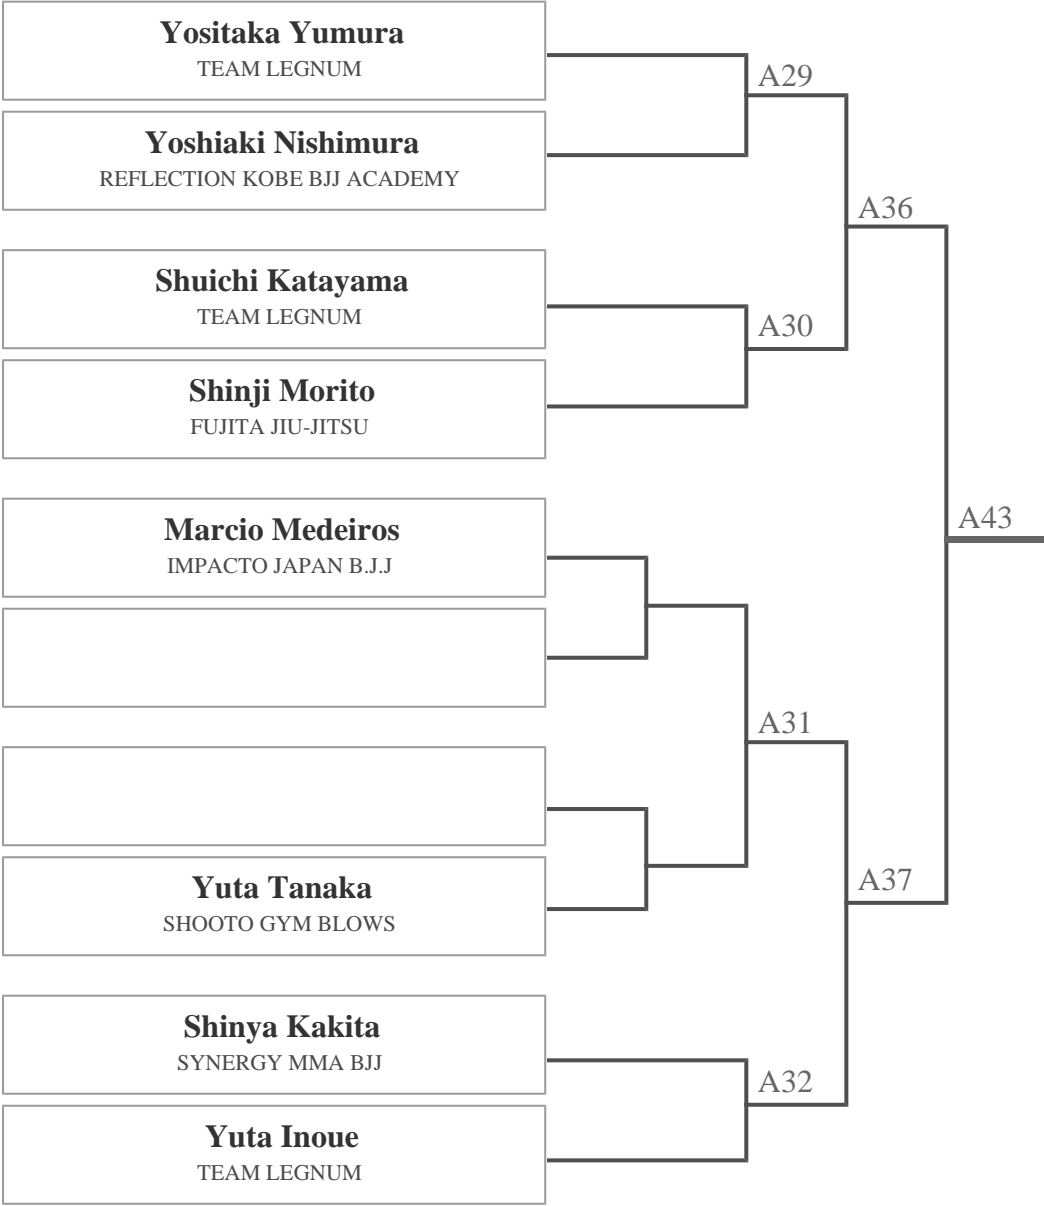 Yositaka Yumura
TEAM LEGNUM
A29
Yoshiaki Nishimura
REFLECTION KOBE BJJ ACADEMY
A36
Shuichi Katayama
TEAM LEGNUM
A30
Shinji Morito
FUJITA JIU-JITSU
A43
Marcio Medeiros
IMPACTO JAPAN B.J.J
A31
Yuta Tanaka
SHOOTO GYM BLOWS
A37
Shinya Kakita
SYNERGY MMA BJJ
A32
Yuta Inoue
TEAM LEGNUM